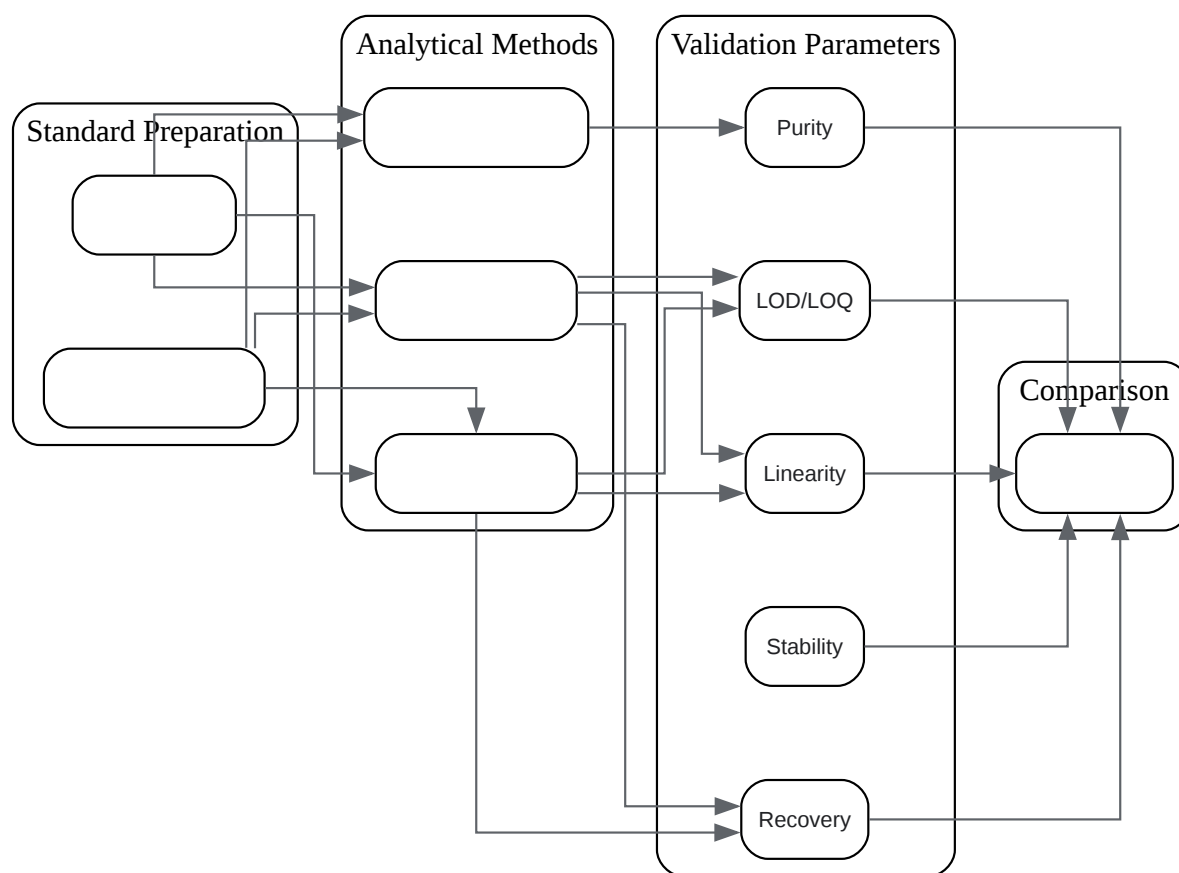 Analytical Methods
Validation Parameters
Standard Preparation
Purity
LOD/LOQ
Comparison
Linearity
Stability
Recovery